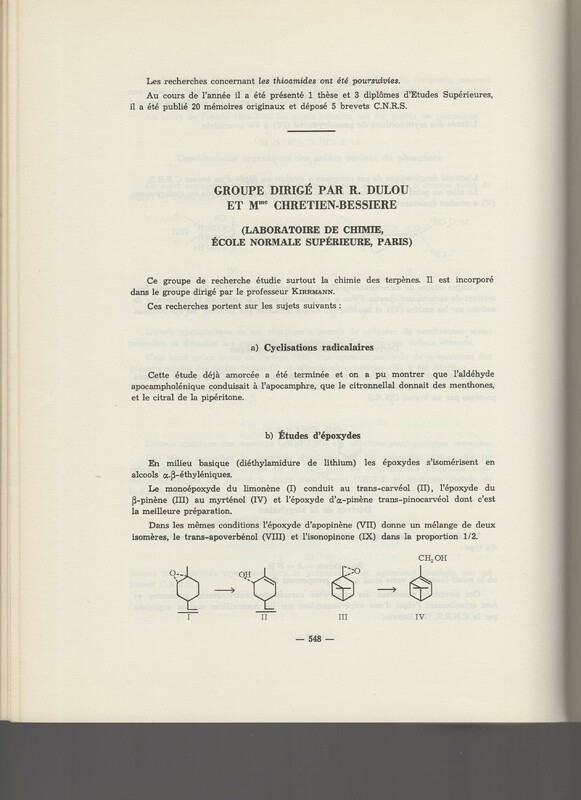 Les recherches concernant les thioamides ont été poursuivies.
Au cours de l'année il a été présenté 1 thèse et 3 diplômes d'Etudes Supérieures,
il a été publié 20 mémoires originaux et déposé 5 brevets C.N.R.S.
GROUPE DIRIGÉ PAR R. DULOU
ET Mme CHRETIEN-BESSIERE
(LABORATOIRE DE CHIMIE,
ÉCOLE NORMALE SUPÉRIEURE, PARIS)
Ce groupe de recherche étudie surtout la chimie des terpènes. Il est incorporé
dans le groupe dirigé par le professeur KIRRMANN.
Ces recherches portent sur les sujets suivants :
a) Cyclisations radicalaires
Cette étude déjà amorcée a été terminée et on a pu montrer que l'aldéhyde
apocampholénique conduisait à l'apocamphre, que le citronnellal donnait des menthones,
et le citral de la pipéritone.
b) Études d'époxydes
En milieu basique (diéthylamidure de lithium) les époxydes s'isomérisent en
alcools α.β-éthyléniques.
Le monoépoxyde du limonène (I) conduit au trans-carvéol (II), l'époxyde du
β-pinène (III) au myrténol (IV) et l'époxyde d'α-pinène trans-pinocarvéol dont c'est
la meilleure préparation.
Dans les mêmes conditions l'époxyde d'apopinène (VII) donne un mélange de deux
isomères, le trans-apoverbénol (VIII) et l'isonopinone (IX) dans la proportion 1/2.
CH2OH
O OH O
I II III IV
— 548 —